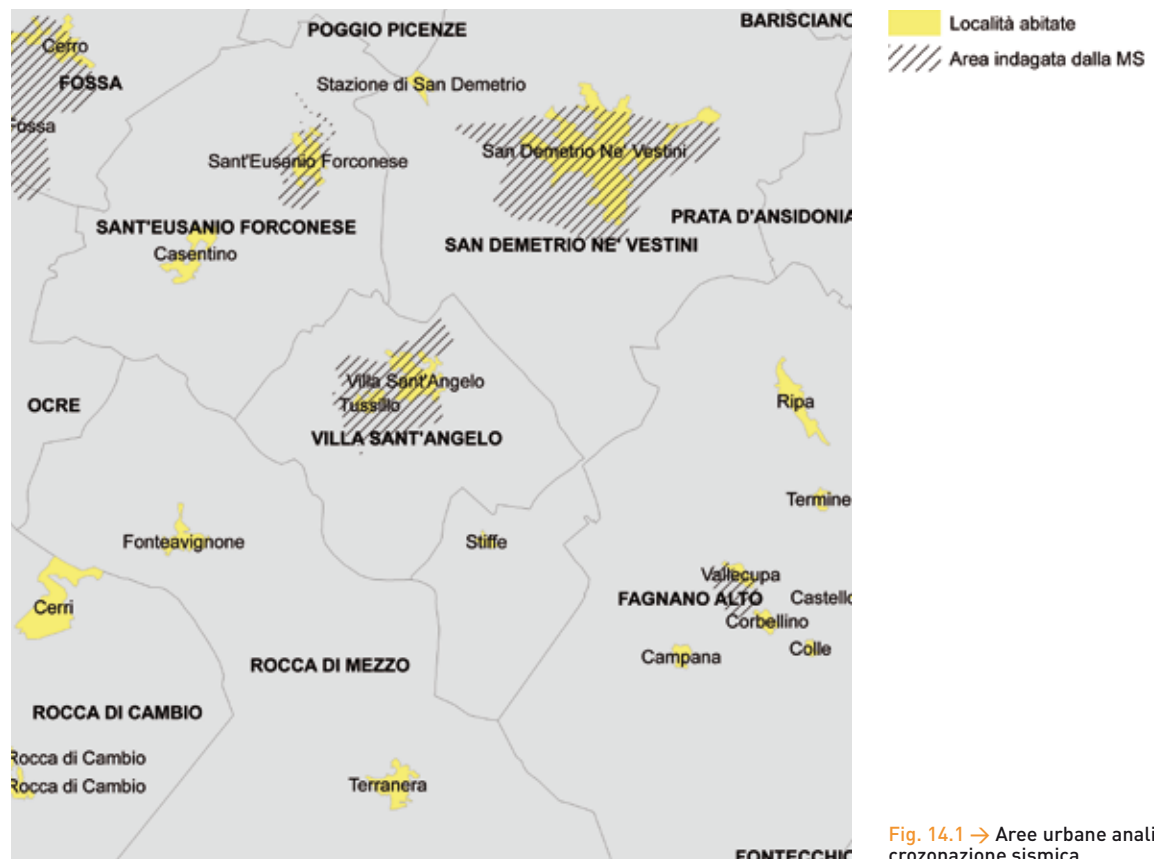 POGGIO PICENZE
BARISCIANO
Cerro
FOSSA
Stazione di San Demetrio
Fossa
Sant'Eusanio Forconese
San Demetrio Ne' Vestini
PRATA D'ANSIDONIA
SANT'EUSANIO FORCONESE
SAN DEMETRIO NE' VESTINI
Casentino
Villa Sant'Angelo
Tussillo
OCRE
Ripa
VILLA SANT'ANGELO
Termine
Fonteavignone
Stiffe
Vallecupa
FAGNANO ALTO
Castello
Cerri
Corbellino
Colle
Campana
ROCCA DI MEZZO
ROCCA DI CAMBIO
Rocca di Cambio
Rocca di Cambio
Terranera
FONTECCHIO
Località abitate
Area indagata dalla MS
Fig. 14.1 → Aree urbane anali
crozonazione sismica